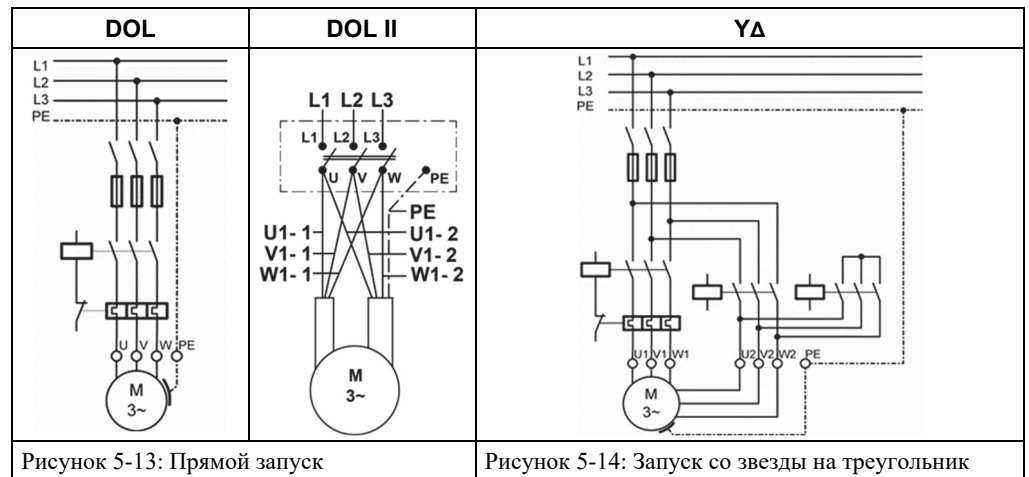 DOL
DOL II
YΔ
L1
L2
L3
PE
U V W PE
M
3~
L1 L2 L3
L1 L2 L3
U V W PE
PE
U1- 1 U1- 2
V1- 1 V1- 2
W1- 1 W1- 2
M
3~
L1
L2
L3
PE
U1 V1 W1 U2 V2 W2 PE
M
3~
Рисунок 5-13: Прямой запуск
Рисунок 5-14: Запуск со звезды на треугольник